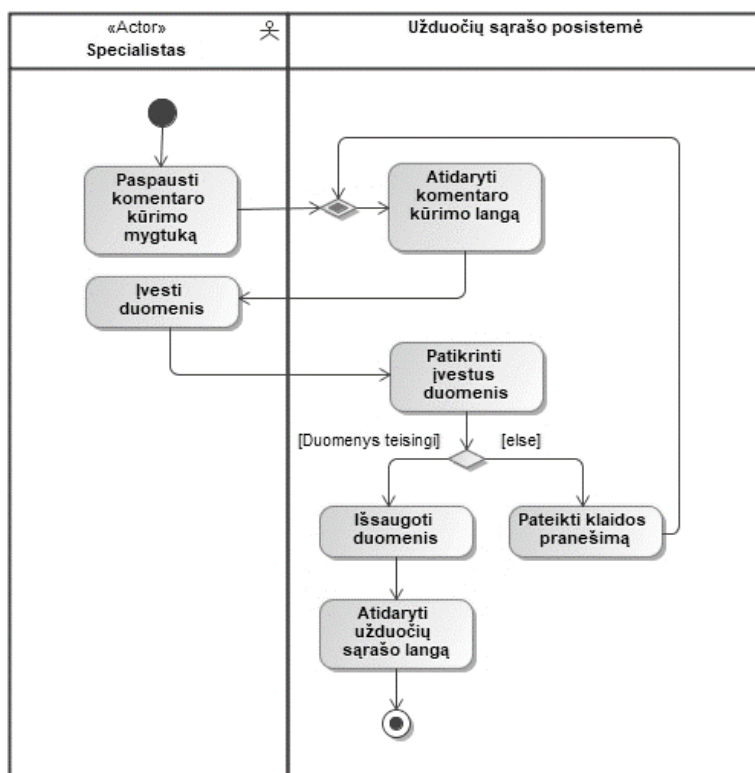 «Actor»
Specialistas
Užduočių sąrašo posistemė
Paspausti
komentaro
kūrimo
mygtuką
Atidaryti
komentaro
kūrimo langą
Įvesti
duomenis
Patikrinti
įvestus
duomenis
[Duomenys teisingi]
[else]
Išsaugoti
duomenis
Pateikti klaidos
pranešimą
Atidaryti
užduočių
sąrašo langą